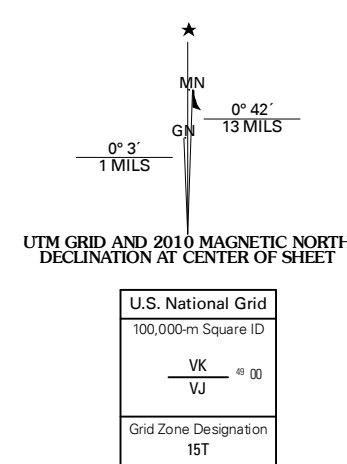 MN
0° 42´
13 MILS
GN
0° 3´
1 MILS
UTM GRID AND 2010 MAGNETIC NORTH
DECLINATION AT CENTER OF SHEET
U.S. National Grid
100,000-m Square ID
VK
49 00
VJ
Grid Zone Designation
15T